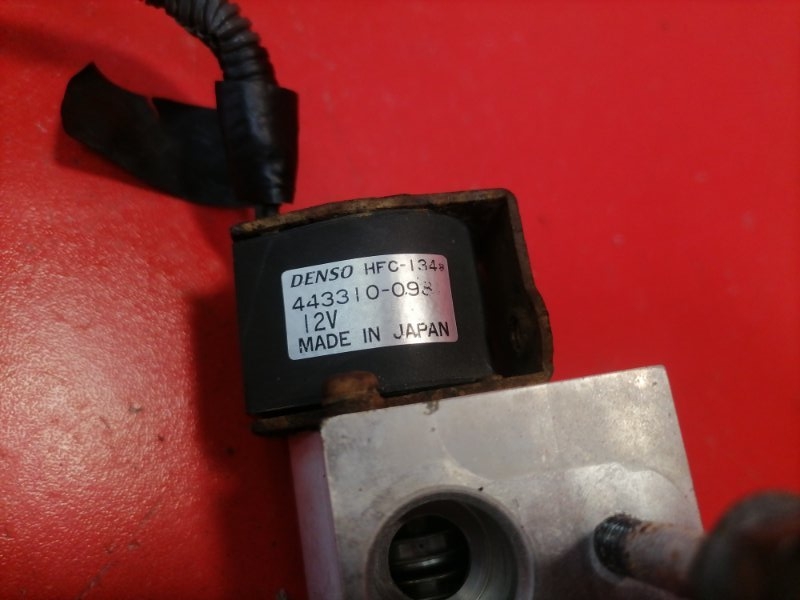 DENSO HFC-134a
443310-098
12V
MADE IN JAPAN